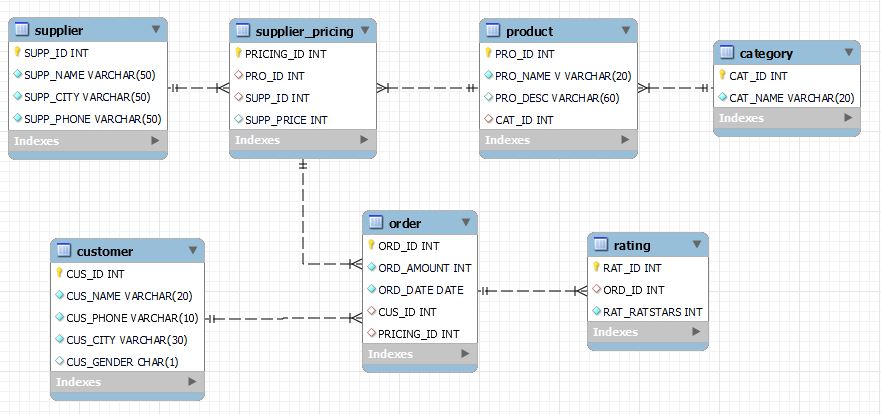 supplier
SUPP_ID INT
SUPP_NAME VARCHAR(50)
SUPP_CITY VARCHAR(50)
SUPP_PHONE VARCHAR(50)
Indexes
supplier_pricing
PRICING_ID INT
PRO_ID INT
SUPP_ID INT
SUPP_PRICE INT
Indexes
product
PRO_ID INT
PRO_NAME V VARCHAR(20)
PRO_DESC VARCHAR(60)
CAT_ID INT
Indexes
category
CAT_ID INT
CAT_NAME VARCHAR(20)
Indexes
customer
CUS_ID INT
CUS_NAME VARCHAR(20)
CUS_PHONE VARCHAR(10)
CUS_CITY VARCHAR(30)
CUS_GENDER CHAR(1)
Indexes
order
ORD_ID INT
ORD_AMOUNT INT
ORD_DATE DATE
CUS_ID INT
PRICING_ID INT
Indexes
rating
RAT_ID INT
ORD_ID INT
RAT_RATSTARS INT
Indexes